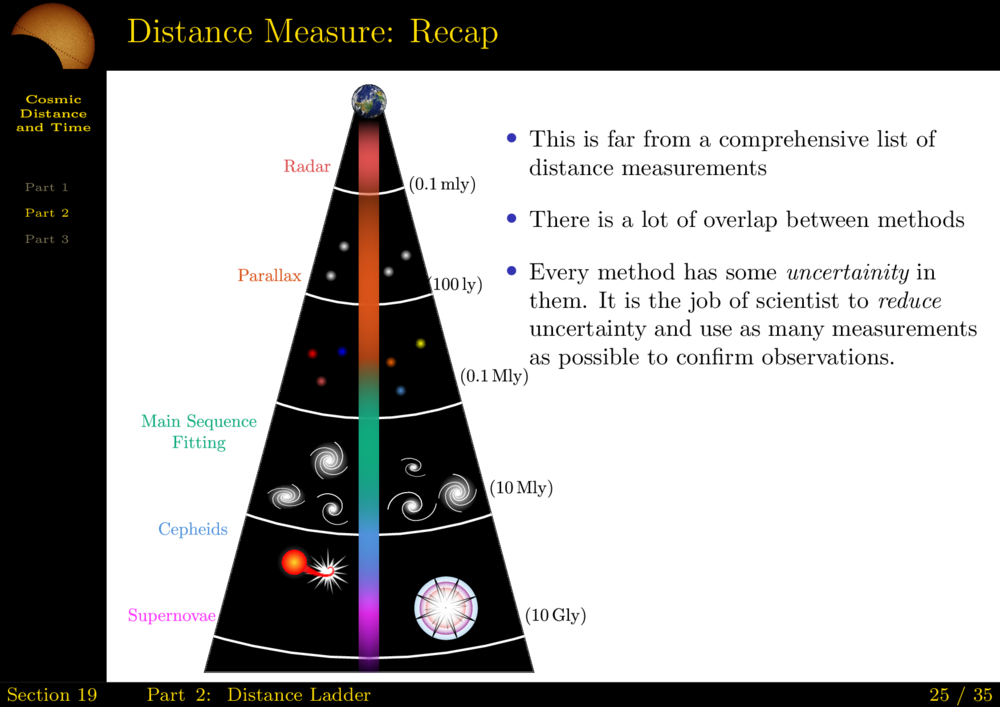 Distance Measure: Recap
Cosmic
Distance
and Time
Part 1
Part 2
Part 3
Radar
(0.1 mly)
Parallax
(100 ly)
(0.1 Mly)
Main Sequence
Fitting
(10 Mly)
Cepheids
Supernovae
(10 Gly)
• This is far from a comprehensive list of
distance measurements
• There is a lot of overlap between methods
• Every method has some uncertainity in
them. It is the job of scientist to reduce
uncertainty and use as many measurements
as possible to confirm observations.
Section 19
Part 2: Distance Ladder
25 / 35